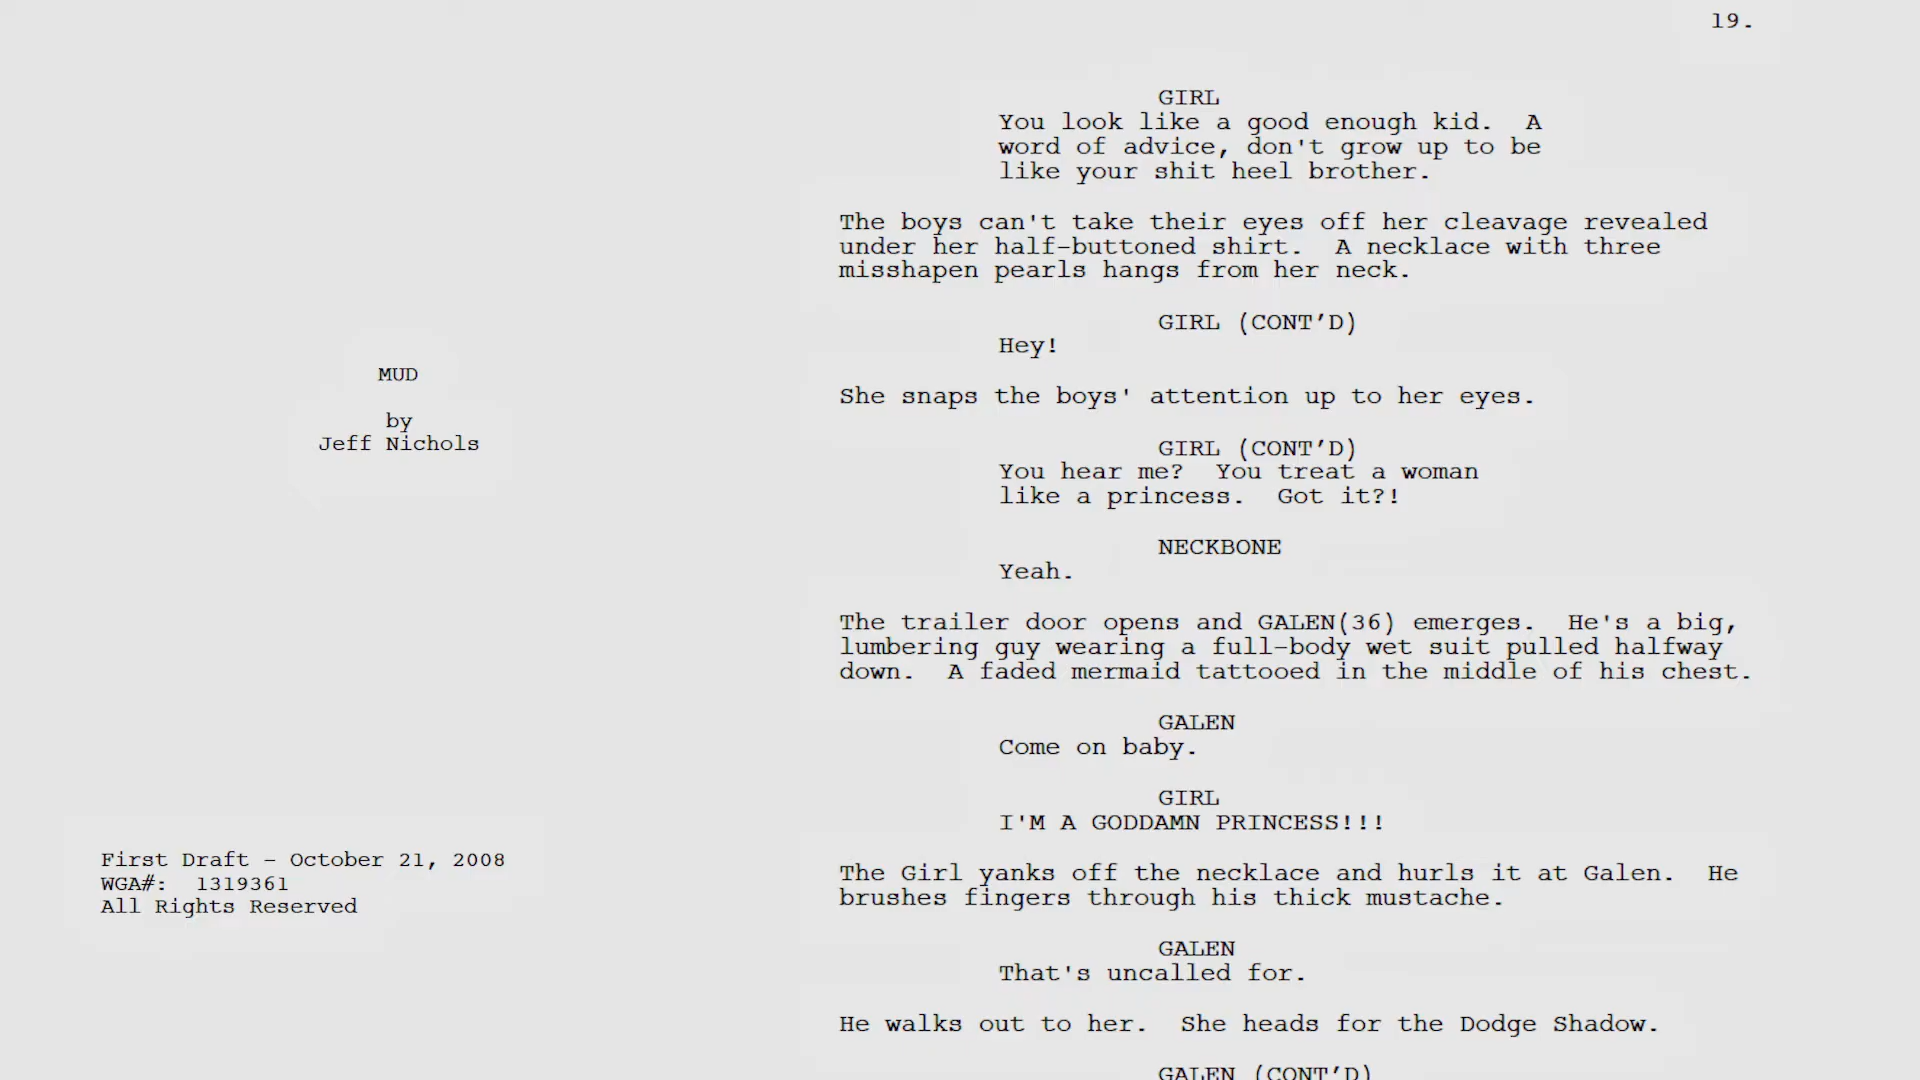 MUD
by
Jeff Nichols
First Draft - October 21, 2008
WGA#:  1319361
All Rights Reserved
19.
GIRL
You look like a good enough kid.  A
word of advice, don't grow up to be
like your shit heel brother.
The boys can't take their eyes off her cleavage revealed
under her half-buttoned shirt.  A necklace with three
misshapen pearls hangs from her neck.
GIRL (CONT'D)
Hey!
She snaps the boys' attention up to her eyes.
GIRL (CONT'D)
You hear me?  You treat a woman
like a princess.  Got it?!
NECKBONE
Yeah.
The trailer door opens and GALEN(36) emerges.  He's a big,
lumbering guy wearing a full-body wet suit pulled halfway
down.  A faded mermaid tattooed in the middle of his chest.
GALEN
Come on baby.
GIRL
I'M A GODDAMN PRINCESS!!!
The Girl yanks off the necklace and hurls it at Galen.  He
brushes fingers through his thick mustache.
GALEN
That's uncalled for.
He walks out to her.  She heads for the Dodge Shadow.
GALEN (CONT'D)